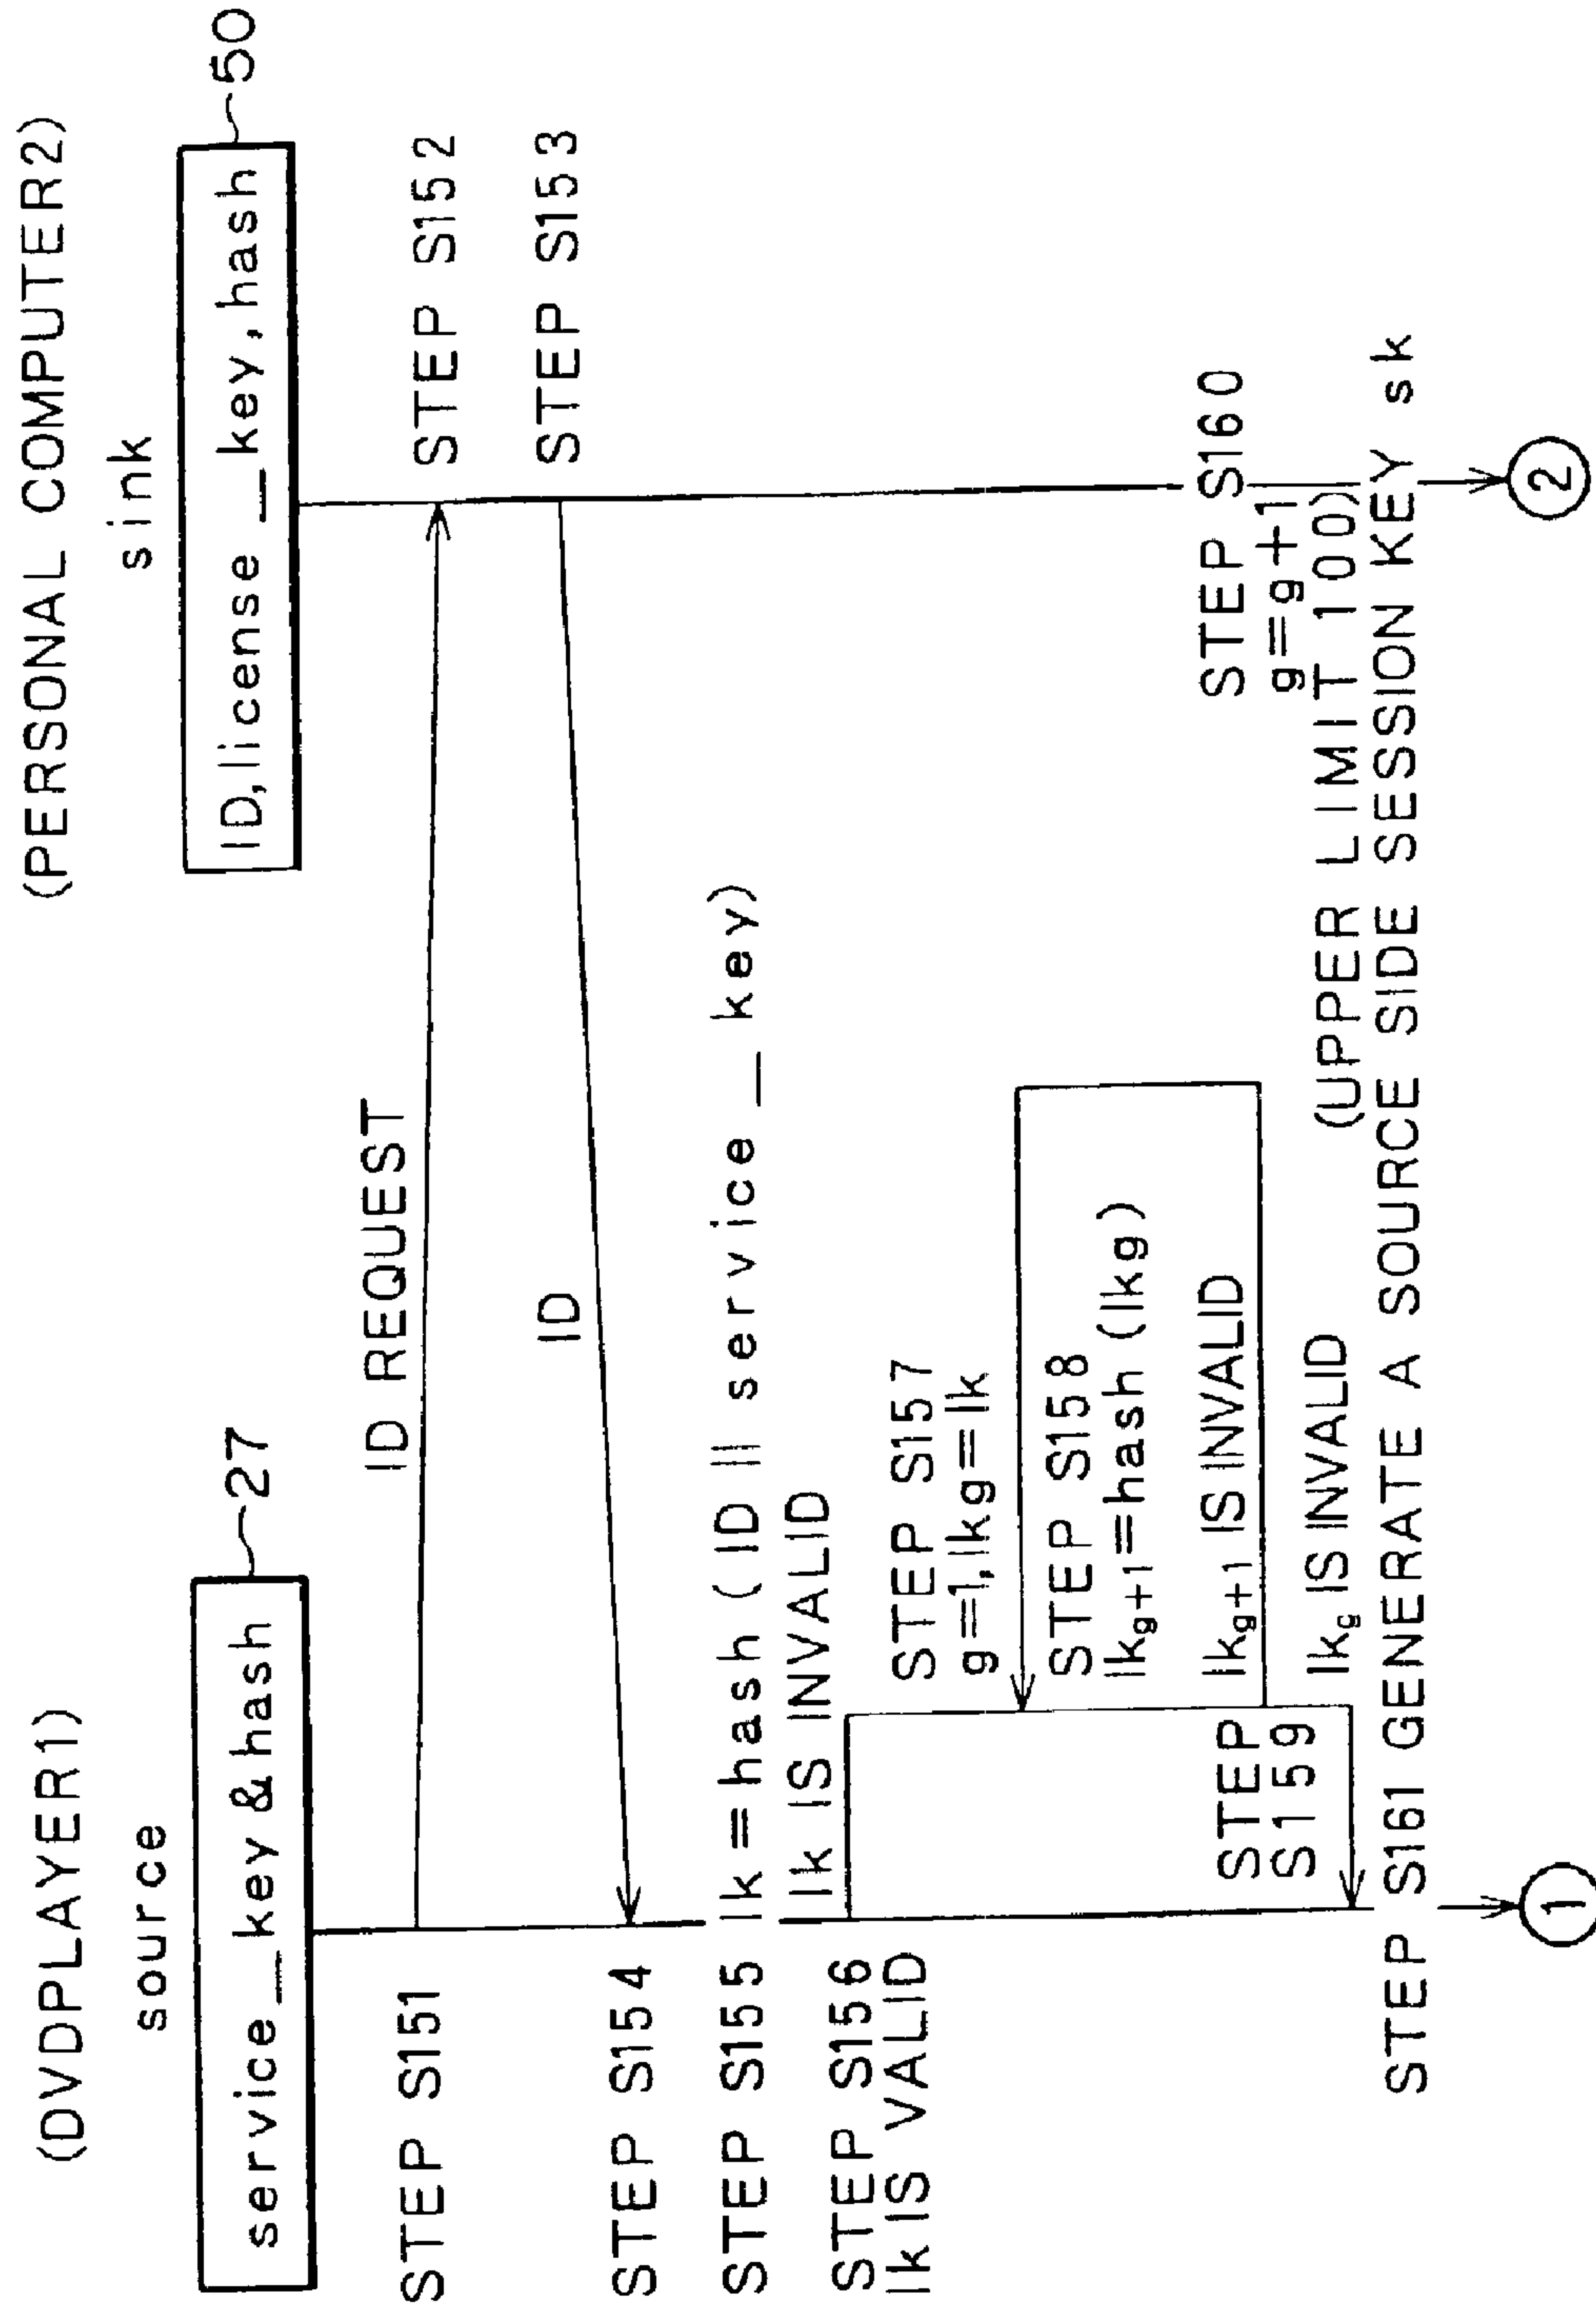 (DVDPLAYER1)
(PERSONAL COMPUTER2)
source
sink
service_key & hash
27
ID,license_key,hash
50
ID REQUEST
STEP S151
STEP S152
STEP S153
ID
STEP S154
STEP S155
lk=hash (ID || service_key)
lk IS INVALID
STEP S156
lk IS VALID
STEP S157
g=1,lkg=lk
STEP S158
lkg+1=hash (lkg)
lkg+1 IS INVALID
STEP S160
g=g+1
STEP
S159
lkg IS INVALID
(UPPER LIMIT 100)
STEP S161 GENERATE A SOURCE SIDE SESSION KEY sk
1
2